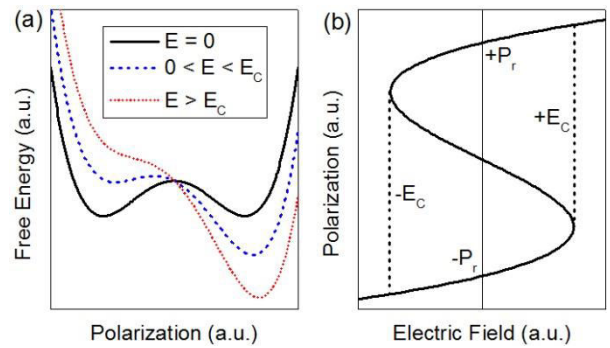 (a)
E = 0
0 < E < E_C
E > E_C
Free Energy (a.u.)
Polarization (a.u.)
(b)
+P_r
+E_C
-E_C
-P_r
Polarization (a.u.)
Electric Field (a.u.)